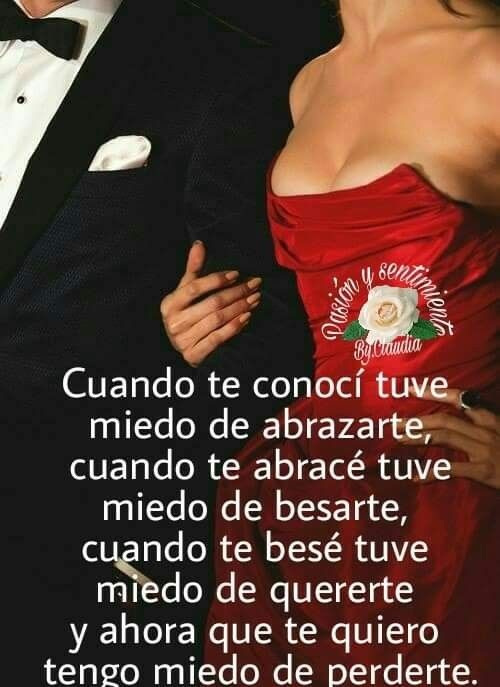 Pasión y sentimiento
By:Claudia
Cuando te conocí tuve
miedo de abrazarte,
cuando te abracé tuve
miedo de besarte,
cuando te besé tuve
miedo de quererte
y ahora que te quiero
tengo miedo de perderte.